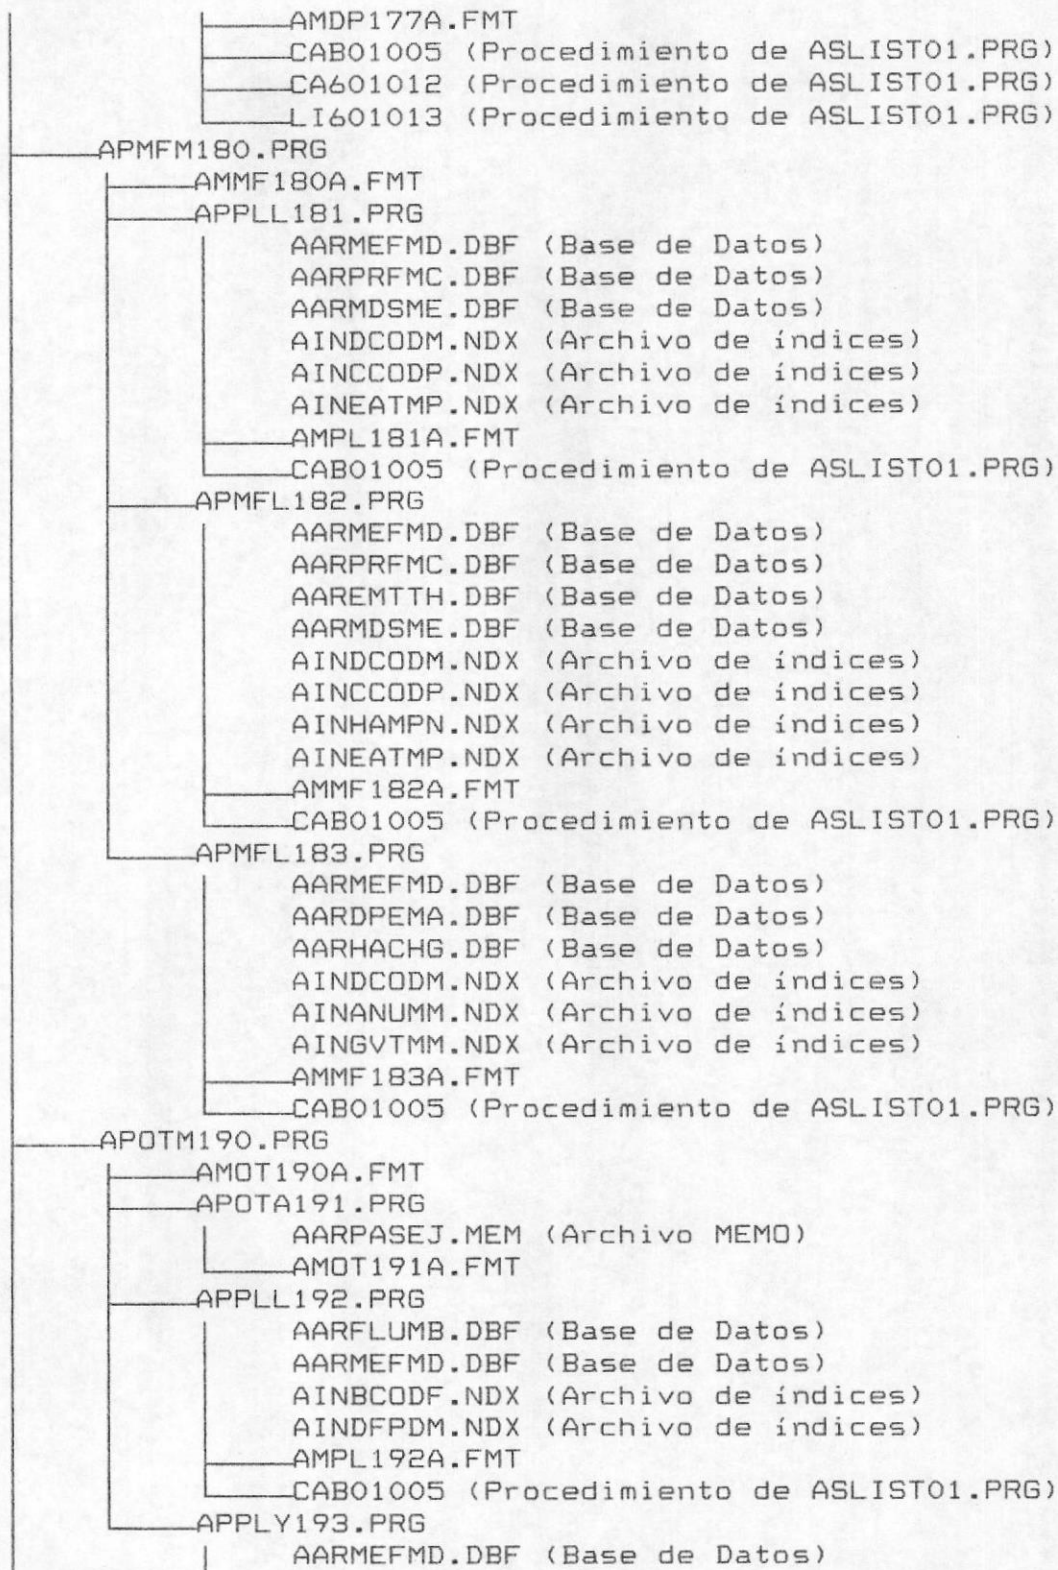 AMDP177A.FMT
CAB01005 (Procedimiento de ASLIST01.PRG)
CA601012 (Procedimiento de ASLIST01.PRG)
LI601013 (Procedimiento de ASLIST01.PRG)
APMFM180.PRG
AMMF180A.FMT
APPLL181.PRG
AARMEFMD.DBF (Base de Datos)
AARPRFMC.DBF (Base de Datos)
AARMDSME.DBF (Base de Datos)
AINDCODM.NDX (Archivo de índices)
AINCCODP.NDX (Archivo de índices)
AINEATMP.NDX (Archivo de índices)
AMPL181A.FMT
CAB01005 (Procedimiento de ASLIST01.PRG)
APMFL182.PRG
AARMEFMD.DBF (Base de Datos)
AARPRFMC.DBF (Base de Datos)
AAREMTTH.DBF (Base de Datos)
AARMDSME.DBF (Base de Datos)
AINDCODM.NDX (Archivo de índices)
AINCCODP.NDX (Archivo de índices)
AINHAMPN.NDX (Archivo de índices)
AINEATMP.NDX (Archivo de índices)
AMMF182A.FMT
CAB01005 (Procedimiento de ASLIST01.PRG)
APMFL183.PRG
AARMEFMD.DBF (Base de Datos)
AARDPEMA.DBF (Base de Datos)
AARHACHG.DBF (Base de Datos)
AINDCODM.NDX (Archivo de índices)
AINANUMM.NDX (Archivo de índices)
AINGVTMM.NDX (Archivo de índices)
AMMF183A.FMT
CAB01005 (Procedimiento de ASLIST01.PRG)
APOTM190.PRG
AMOT190A.FMT
APOTA191.PRG
AARPASEJ.MEM (Archivo MEMO)
AMOT191A.FMT
APPLL192.PRG
AARFLUMB.DBF (Base de Datos)
AARMEFMD.DBF (Base de Datos)
AINBCODF.NDX (Archivo de índices)
AINDFPDM.NDX (Archivo de índices)
AMPL192A.FMT
CAB01005 (Procedimiento de ASLIST01.PRG)
APPLY193.PRG
AARMEFMD.DBF (Base de Datos)